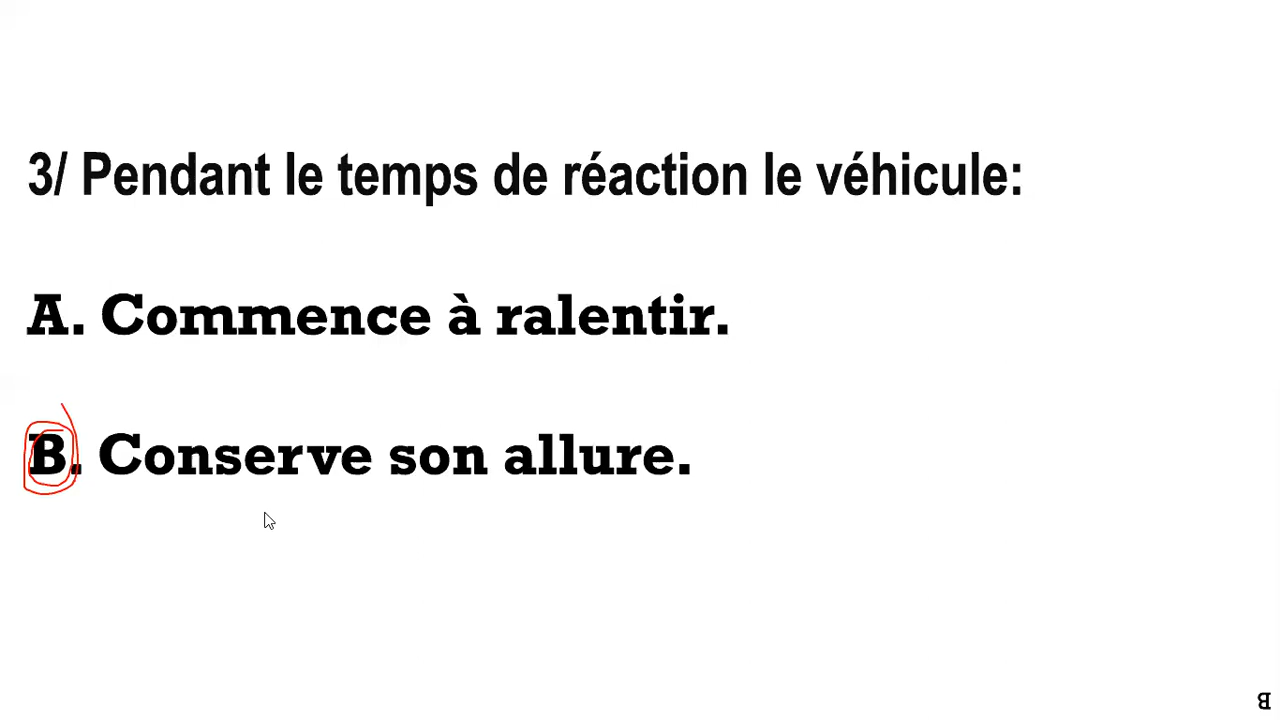 3/ Pendant le temps de réaction le véhicule:
A. Commence à ralentir.
B. Conserve son allure.
B